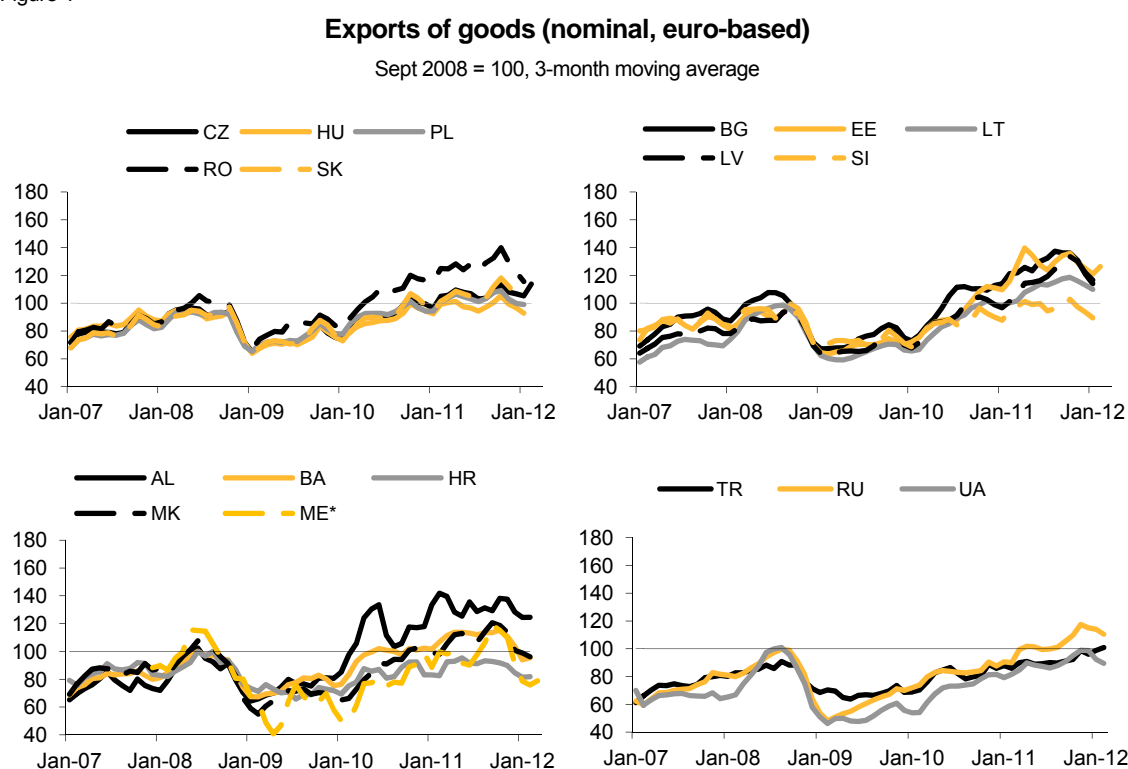 Exports of goods (nominal, euro-based)
Sept 2008 = 100, 3-month moving average
CZ HU PL
RO SK
180
160
140
120
100
80
60
40
Jan-07 Jan-08 Jan-09 Jan-10 Jan-11 Jan-12
BG EE LT
LV SI
180
160
140
120
100
80
60
40
Jan-07 Jan-08 Jan-09 Jan-10 Jan-11 Jan-12
AL BA HR
MK ME*
180
160
140
120
100
80
60
40
Jan-07 Jan-08 Jan-09 Jan-10 Jan-11 Jan-12
TR RU UA
180
160
140
120
100
80
60
40
Jan-07 Jan-08 Jan-09 Jan-10 Jan-11 Jan-12